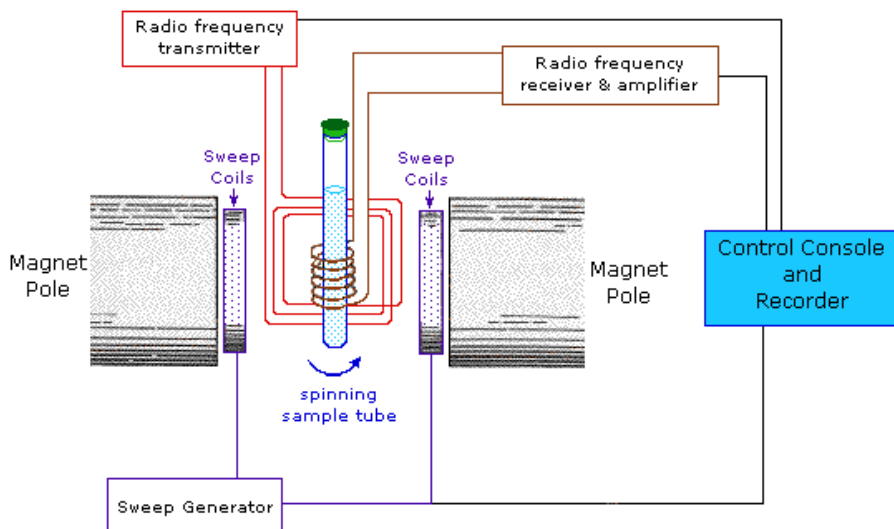 Radio frequency
transmitter
Radio frequency
receiver & amplifier
Sweep
Coils
Sweep
Coils
Magnet
Pole
Magnet
Pole
Control Console
and
Recorder
spinning
sample tube
Sweep Generator